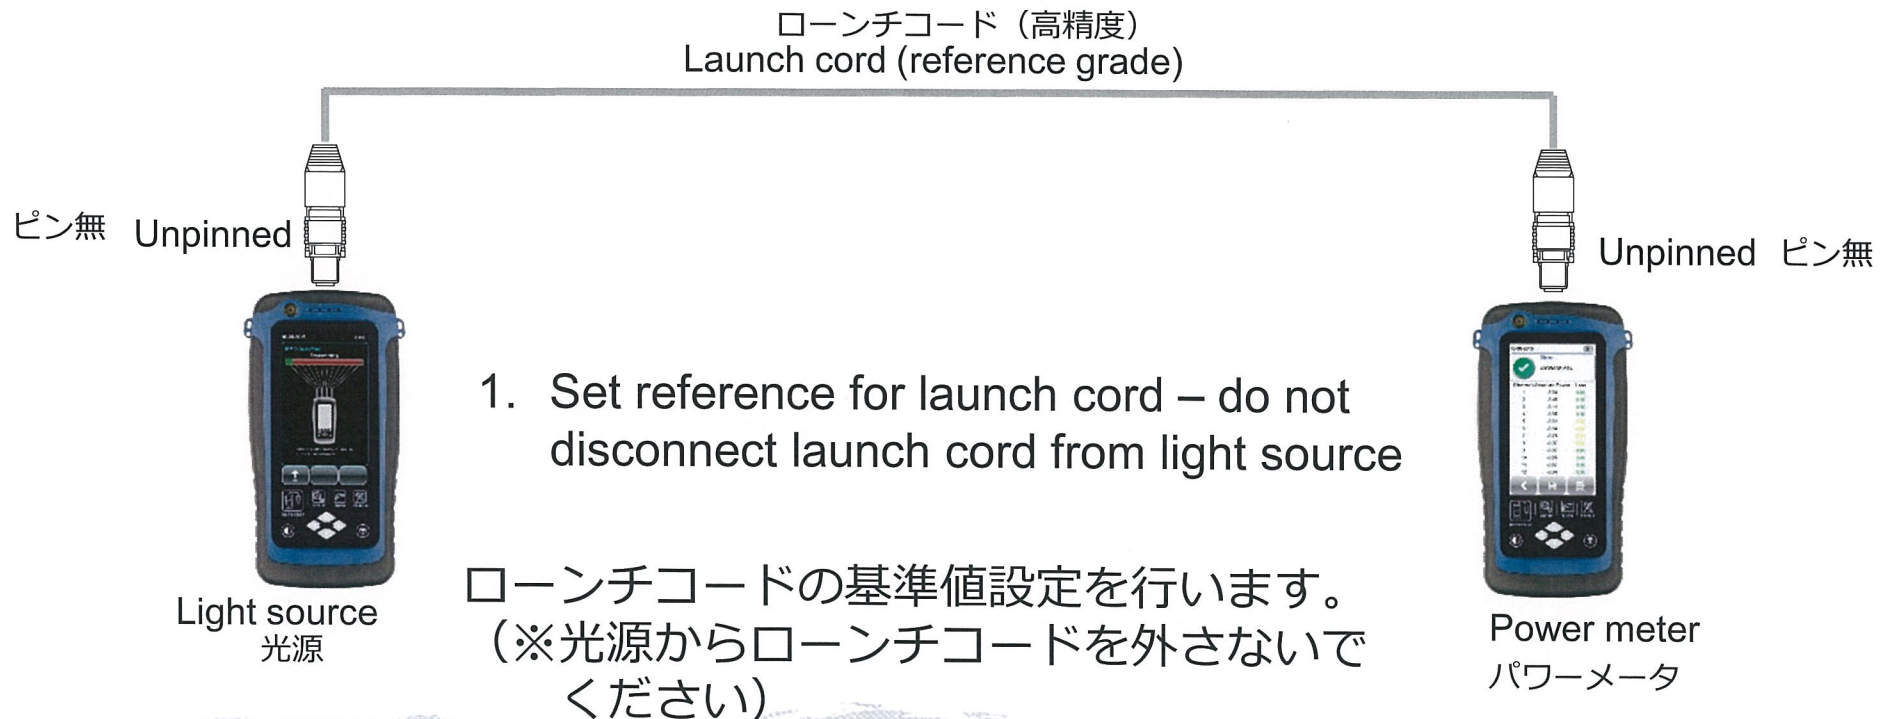 ローンチコード（高精度）
Launch cord (reference grade)
ピン無 Unpinned
Unpinned ピン無
1. Set reference for launch cord – do not
disconnect launch cord from light source
ローンチコードの基準値設定を行います。
（※光源からローンチコードを外さないで
ください）
Light source
光源
Power meter
パワーメータ